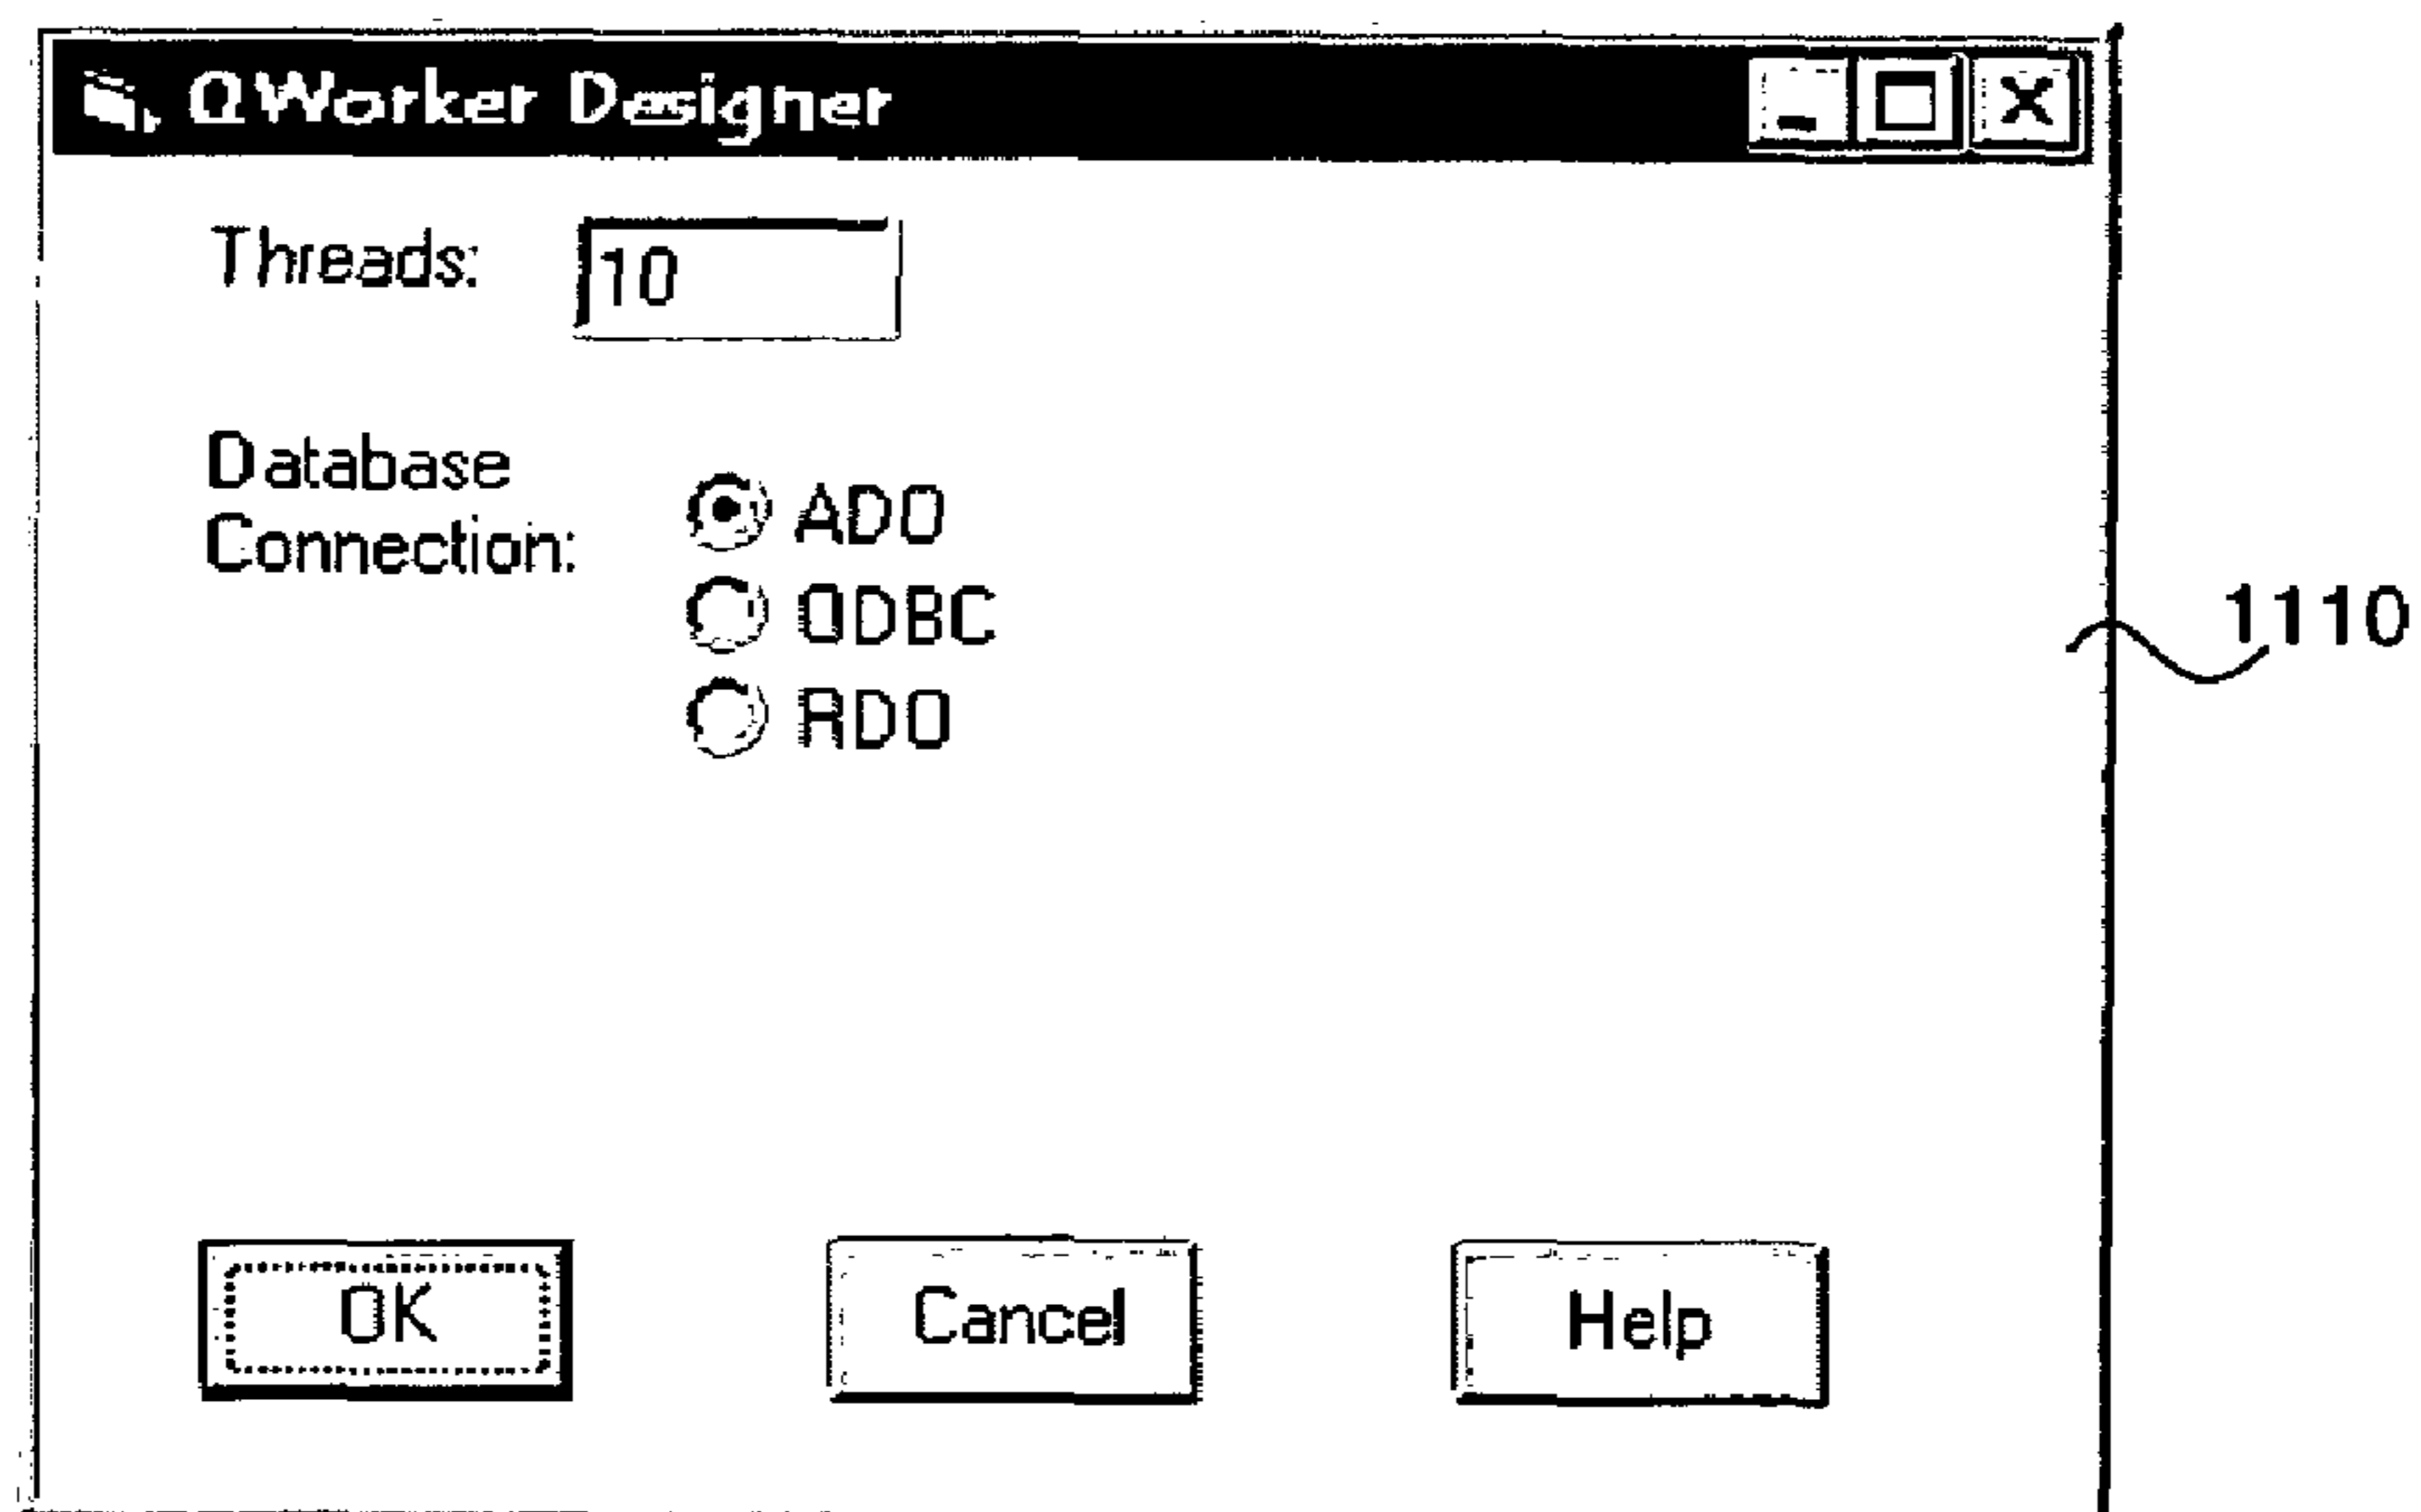 QWorker Designer
Threads: 10
Database
Connection:
ADO
ODBC
RDO
1110
OK Cancel Help